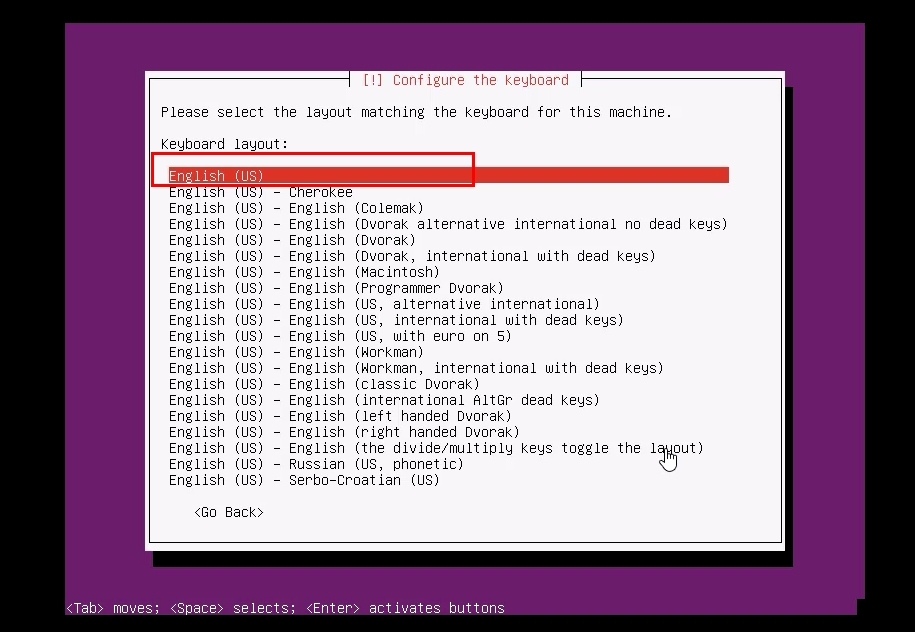 [!] Configure the keyboard
Please select the layout matching the keyboard for this machine.
Keyboard layout:
English (US)
English (US) - Cherokee
English (US) - English (Colemak)
English (US) - English (Dvorak alternative international no dead keys)
English (US) - English (Dvorak)
English (US) - English (Dvorak, international with dead keys)
English (US) - English (Macintosh)
English (US) - English (Programmer Dvorak)
English (US) - English (US, alternative international)
English (US) - English (US, international with dead keys)
English (US) - English (US, with euro on 5)
English (US) - English (Workman)
English (US) - English (Workman, international with dead keys)
English (US) - English (classic Dvorak)
English (US) - English (international AltGr dead keys)
English (US) - English (left handed Dvorak)
English (US) - English (right handed Dvorak)
English (US) - English (the divide/multiply keys toggle the layout)
English (US) - Russian (US, phonetic)
English (US) - Serbo-Croatian (US)
<Go Back>
<Tab> moves; <Space> selects; <Enter> activates buttons